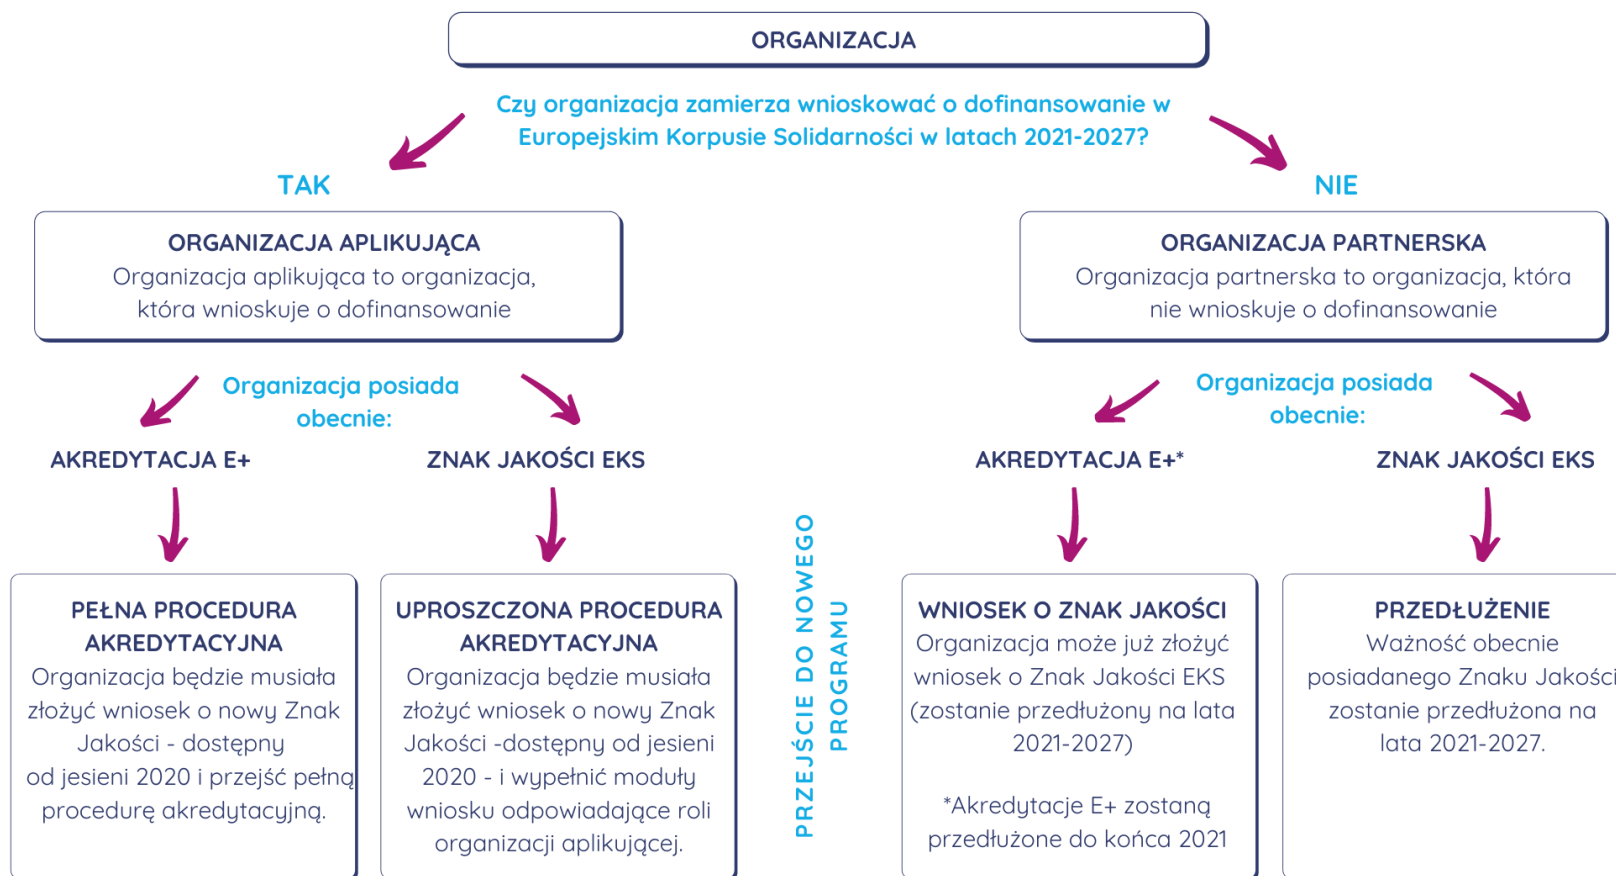 ORGANIZACJA
Czy organizacja zamierza wnioskować o dofinansowanie w
Europejskim Korpusie Solidarności w latach 2021-2027?
TAK
ORGANIZACJA APLIKUJĄCA
Organizacja aplikująca to organizacja,
która wnioskuje o dofinansowanie
Organizacja posiada
obecnie:
AKREDYTACJA E+
ZNAK JAKOŚCI EKS
PEŁNA PROCEDURA
AKREDYTACYJNA
Organizacja będzie musiała
złożyć wniosek o nowy Znak
Jakości - dostępny
od jesieni 2020 i przejść pełną
procedurę akredytacyjną.
UPROSZCZONA PROCEDURA
AKREDYTACYJNA
Organizacja będzie musiała
złożyć wniosek o nowy Znak
Jakości -dostępny od jesieni
2020 - i wypełnić moduły
wniosku odpowiadające roli
organizacji aplikującej.
PRZEJŚCIE DO NOWEGO
PROGRAMU
NIE
ORGANIZACJA PARTNERSKA
Organizacja partnerska to organizacja, która
nie wnioskuje o dofinansowanie
Organizacja posiada
obecnie:
AKREDYTACJA E+*
ZNAK JAKOŚCI EKS
WNIOSEK O ZNAK JAKOŚCI
Organizacja może już złożyć
wniosek o Znak Jakości EKS
(zostanie przedłużony na lata
2021-2027)
*Akredytacje E+ zostaną
przedłużone do końca 2021
PRZEDŁUŻENIE
Ważność obecnie
posiadanego Znaku Jakości
zostanie przedłużona na
lata 2021-2027.